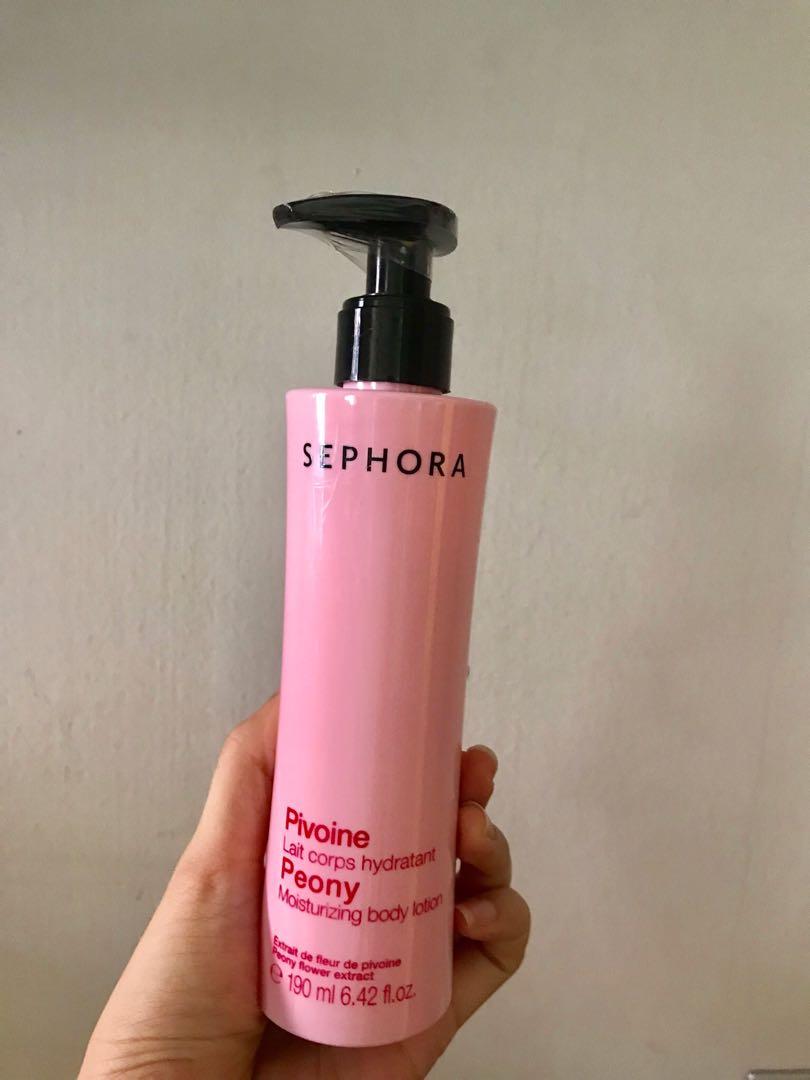 SEPHORA
Pivoine
Lait corps hydratant
Peony
Moisturizing body lotion
Extrait de fleur de pivoine
Peony flower extract
℮ 190 ml 6.42 fl.oz.